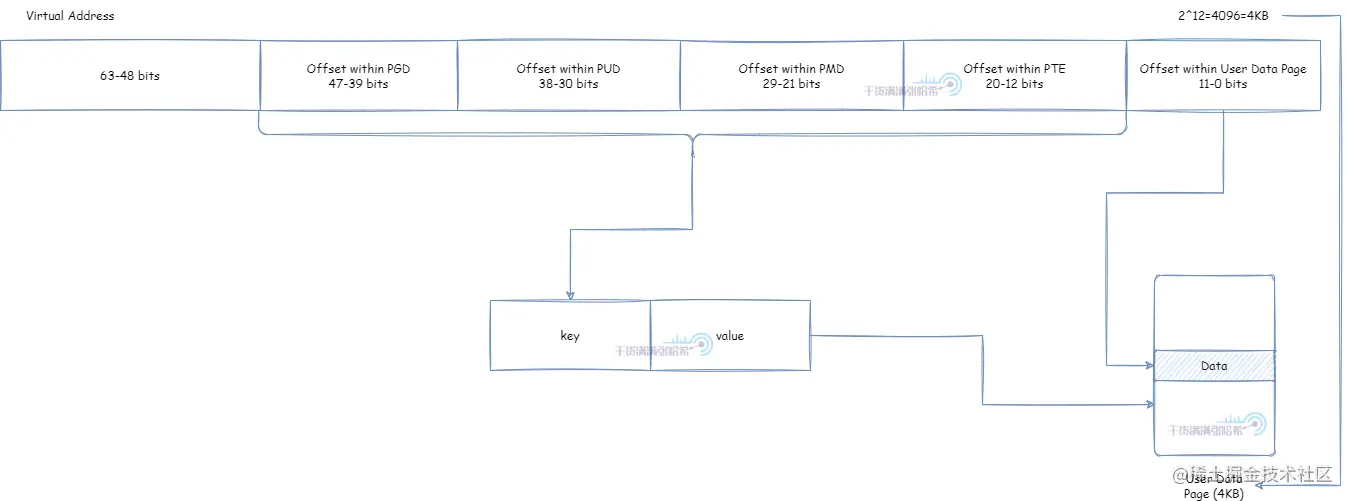 Virtual Address
2^12=4096=4KB
63-48 bits
Offset within PGD
47-39 bits
Offset within PUD
38-30 bits
Offset within PMD
29-21 bits
Offset within PTE
20-12 bits
Offset within User Data Page
11-0 bits
干货满满张哈希
key
value
干货满满张哈希
Data
干货满满张哈希
@稀土掘金技术社区
User Data
Page (4KB)